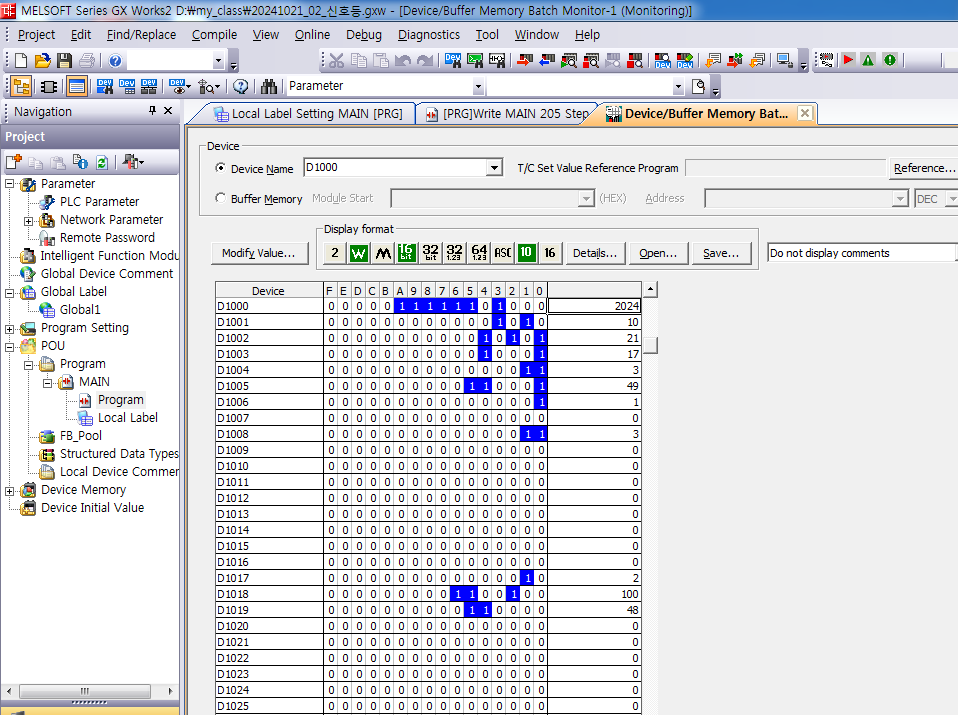 MELSOFT Series GX Works2 D:₩my_class₩20241021_02_신호등.gxw - [Device/Buffer Memory Batch Monitor-1 (Monitoring)]
Project Edit Find/Replace Compile View Online Debug Diagnostics Tool Window Help
Parameter
Navigation
Project
Parameter
PLC Parameter
Network Parameter
Remote Password
Intelligent Function Modu
Global Device Comment
Global Label
Global1
Program Setting
POU
Program
MAIN
Program
Local Label
FB_Pool
Structured Data Types
Local Device Commer
Device Memory
Device Initial Value
Local Label Setting MAIN [PRG] [PRG]Write MAIN 205 Step Device/Buffer Memory Bat...
Device
Device Name D1000 T/C Set Value Reference Program Reference...
Buffer Memory Module Start (HEX) Address DEC
Display format
Modify Value... 2 W M 16 bit 32 bit 32 1.23 64 1.23 ASC 10 16 Details... Open... Save... Do not display comments
Device F E D C B A 9 8 7 6 5 4 3 2 1 0
D1000 0 0 0 0 0 1 1 1 1 1 1 0 1 0 0 0 2024
D1001 0 0 0 0 0 0 0 0 0 0 0 0 1 0 1 0 10
D1002 0 0 0 0 0 0 0 0 0 0 0 1 0 1 0 1 21
D1003 0 0 0 0 0 0 0 0 0 0 0 1 0 0 0 1 17
D1004 0 0 0 0 0 0 0 0 0 0 0 0 0 0 1 1 3
D1005 0 0 0 0 0 0 0 0 0 0 1 1 0 0 0 1 49
D1006 0 0 0 0 0 0 0 0 0 0 0 0 0 0 0 1 1
D1007 0 0 0 0 0 0 0 0 0 0 0 0 0 0 0 0 0
D1008 0 0 0 0 0 0 0 0 0 0 0 0 0 0 1 1 3
D1009 0 0 0 0 0 0 0 0 0 0 0 0 0 0 0 0 0
D1010 0 0 0 0 0 0 0 0 0 0 0 0 0 0 0 0 0
D1011 0 0 0 0 0 0 0 0 0 0 0 0 0 0 0 0 0
D1012 0 0 0 0 0 0 0 0 0 0 0 0 0 0 0 0 0
D1013 0 0 0 0 0 0 0 0 0 0 0 0 0 0 0 0 0
D1014 0 0 0 0 0 0 0 0 0 0 0 0 0 0 0 0 0
D1015 0 0 0 0 0 0 0 0 0 0 0 0 0 0 0 0 0
D1016 0 0 0 0 0 0 0 0 0 0 0 0 0 0 0 0 0
D1017 0 0 0 0 0 0 0 0 0 0 0 0 0 0 1 0 2
D1018 0 0 0 0 0 0 0 0 0 1 1 0 0 1 0 0 100
D1019 0 0 0 0 0 0 0 0 0 0 1 1 0 0 0 0 48
D1020 0 0 0 0 0 0 0 0 0 0 0 0 0 0 0 0 0
D1021 0 0 0 0 0 0 0 0 0 0 0 0 0 0 0 0 0
D1022 0 0 0 0 0 0 0 0 0 0 0 0 0 0 0 0 0
D1023 0 0 0 0 0 0 0 0 0 0 0 0 0 0 0 0 0
D1024 0 0 0 0 0 0 0 0 0 0 0 0 0 0 0 0 0
D1025 0 0 0 0 0 0 0 0 0 0 0 0 0 0 0 0 0